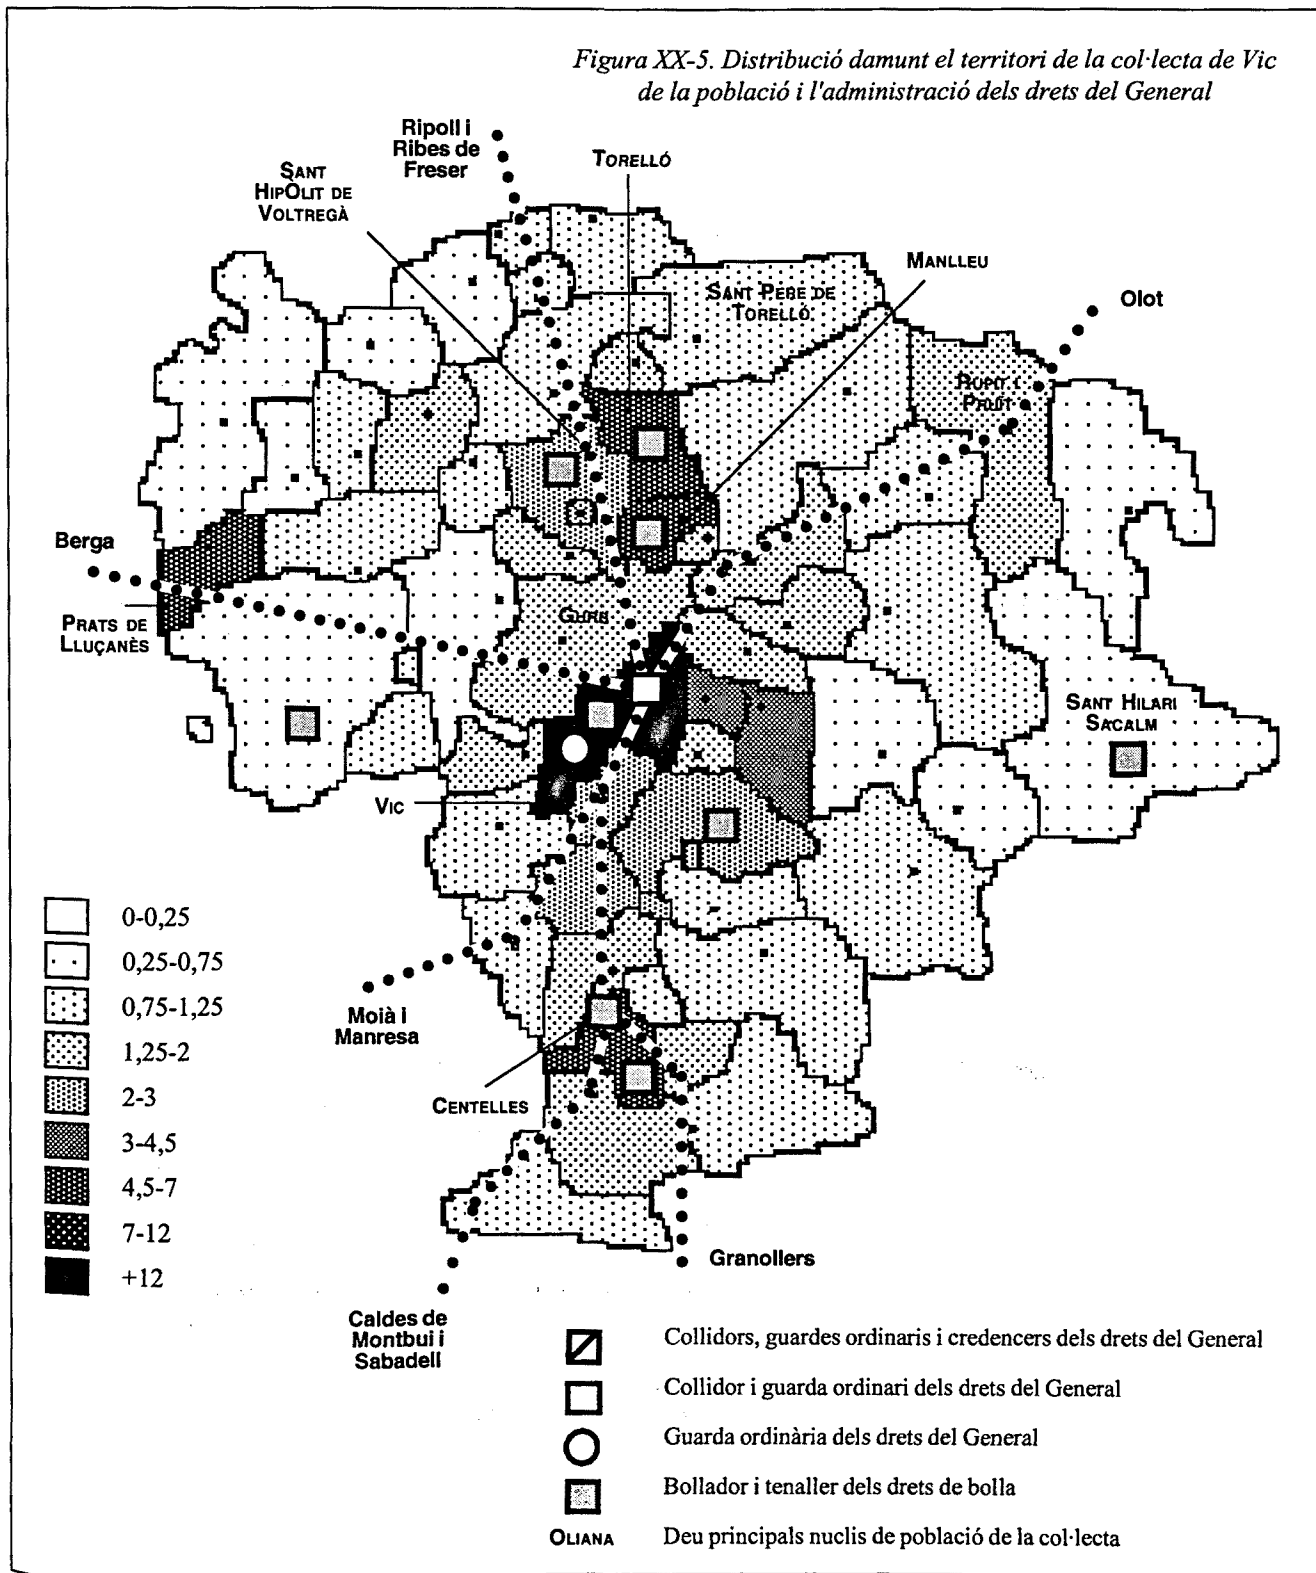 Figura XX-5. Distribució damunt el territori de la col·lecta de Vic
de la població i l'administració dels drets del General
Ripoll i
Ribes de
Freser
SANT
HIPÒLIT DE
VOLTREGÀ
TORELLÓ
MANLLEU
SANT PERE DE
TORELLÓ
Olot
RUPIT I
PRUIT
Berga
PRATS DE
LLUÇANÈS
GURB
SANT HILARI
SACALM
VIC
0-0,25
0,25-0,75
0,75-1,25
1,25-2
2-3
3-4,5
4,5-7
7-12
+12
Moià i
Manresa
CENTELLES
Granollers
Caldes de
Montbui i
Sabadell
Collidors, guardes ordinaris i credencers dels drets del General
Collidor i guarda ordinari dels drets del General
Guarda ordinària dels drets del General
Bollador i tenaller dels drets de bolla
OLIANA Deu principals nuclis de població de la col·lecta